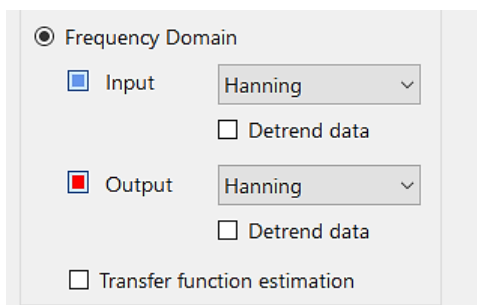 Frequency Domain
Input Hanning
Detrend data
Output Hanning
Detrend data
Transfer function estimation